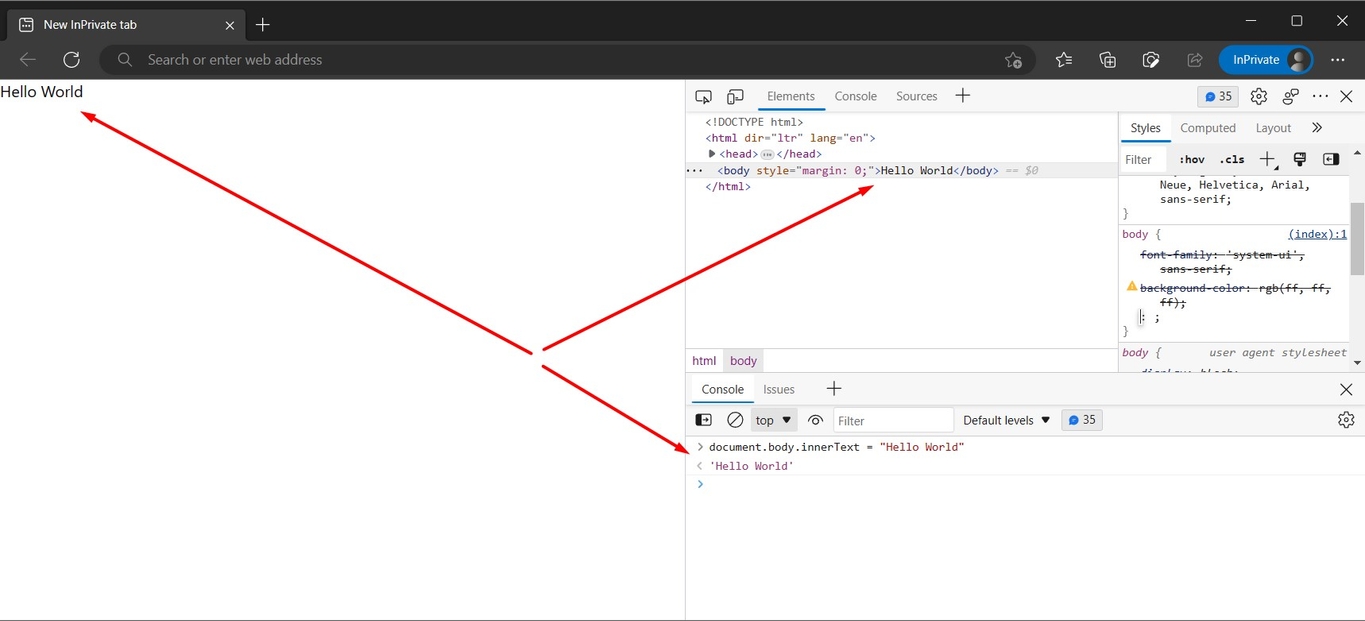 New InPrivate tab
Search or enter web address
InPrivate
Hello World
Elements Console Sources
35
<!DOCTYPE html>
<html dir="ltr" lang="en">
<head>…</head>
<body style="margin: 0;">Hello World</body> == $0
</html>
html body
Styles Computed Layout
Filter :hov .cls
Neue, Helvetica, Arial,
sans-serif;
}
body { (index):1
font-family: 'system-ui',
sans-serif;
background-color: rgb(ff, ff,
ff);
: ;
}
body { user agent stylesheet
display: block;
Console Issues
top Filter Default levels 35
> document.body.innerText = "Hello World"
< 'Hello World'
>